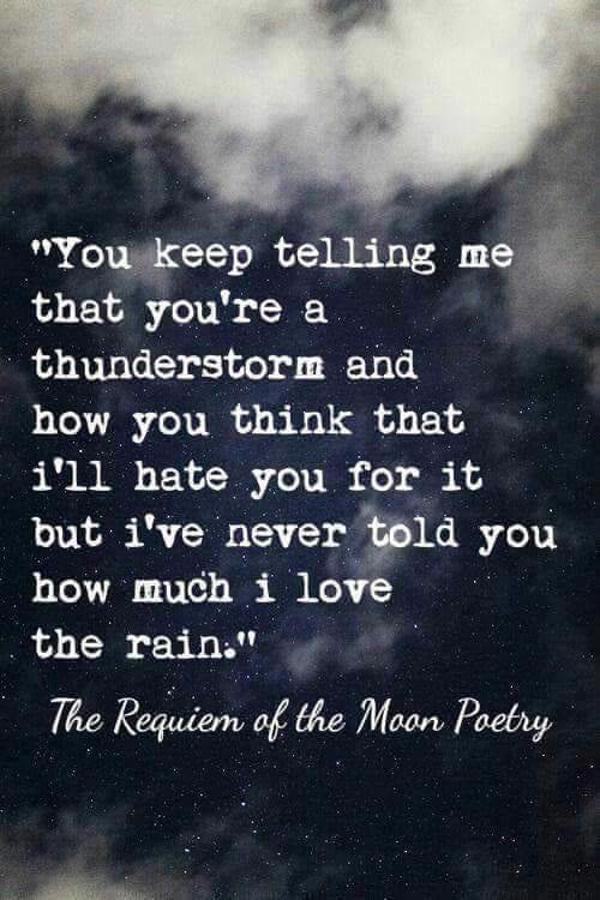 "You keep telling me
that you're a
thunderstorm and
how you think that
i'll hate you for it
but i've never told you
how much i love
the rain."
The Requiem of the Moon Poetry